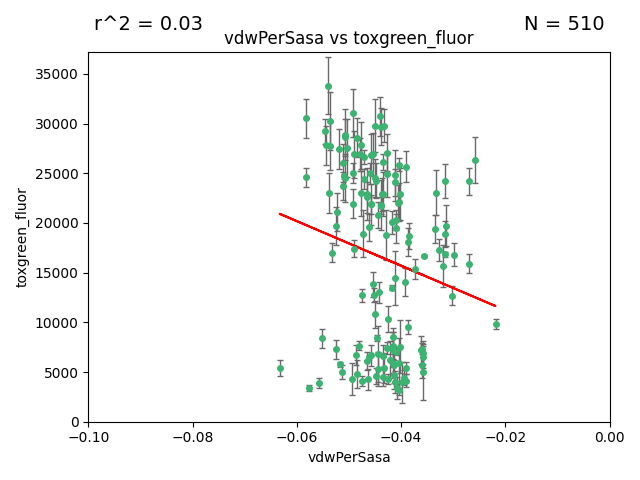 r^2 = 0.03
N = 510
vdwPerSasa vs toxgreen_fluor
35000
30000
25000
20000
15000
10000
5000
0
toxgreen_fluor
−0.10
−0.08
−0.06
−0.04
−0.02
0.00
vdwPerSasa